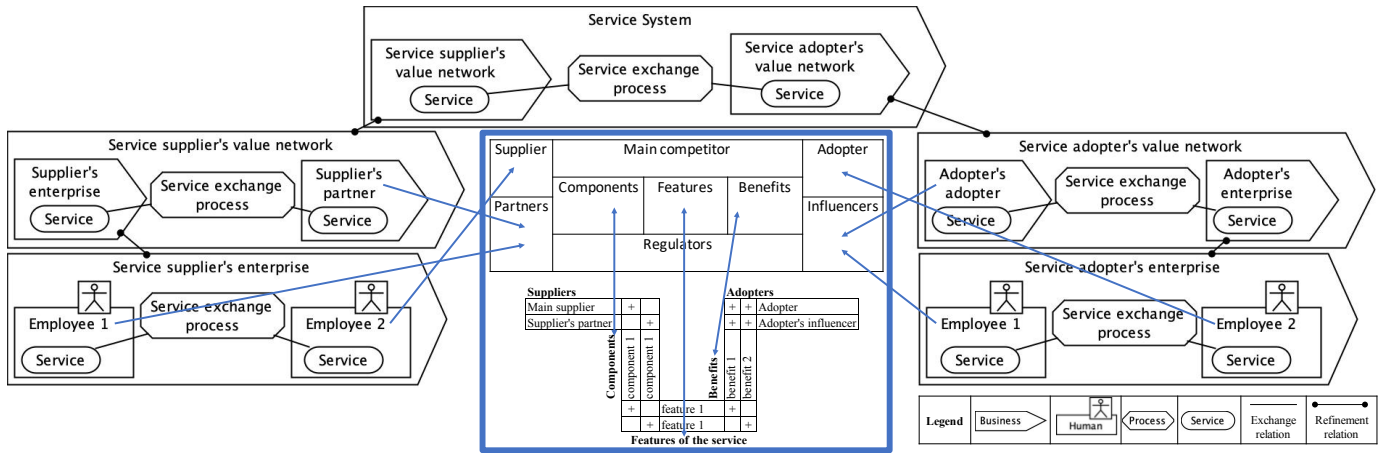 Service System
Service supplier's
value network
Service
Service exchange
process
Service adopter's
value network
Service
Service supplier's value network
Supplier's
enterprise
Service
Service exchange
process
Supplier's
partner
Service
Service supplier's enterprise
Employee 1
Service
Service exchange
process
Employee 2
Service
Supplier
Main competitor
Adopter
Components
Features
Benefits
Partners
Influencers
Regulators
Suppliers
Main supplier +
Supplier's partner +
Adopters
+ + Adopter
+ + Adopter's influencer
Components
component 1
component 1
Benefits
benefit 1
benefit 2
+ feature 1 +
+ feature 1 +
Features of the service
Service adopter's value network
Adopter's
adopter
Service
Service exchange
process
Adopter's
enterprise
Service
Service adopter's enterprise
Employee 1
Service
Service exchange
process
Employee 2
Service
Legend
Business
Human
Process
Service
Exchange
relation
Refinement
relation